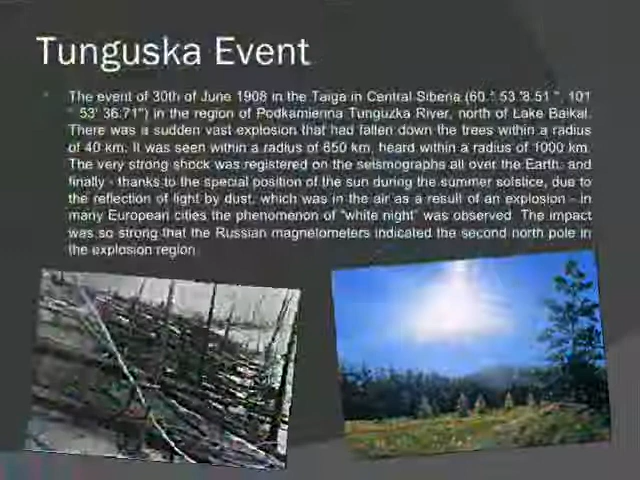 Tunguska Event
The event of 30th of June 1908 in the Taiga in Central Siberia (60 ° 53 '8.51 ", 101
° 53' 36.71") in the region of Podkamienna Tunguzka River, north of Lake Baikal.
There was a sudden vast explosion that had fallen down the trees within a radius
of 40 km. It was seen within a radius of 650 km, heard within a radius of 1000 km.
The very strong shock was registered on the seismographs all over the Earth, and
finally - thanks to the special position of the sun during the summer solstice, due to
the reflection of light by dust, which was in the air as a result of an explosion - in
many European cities the phenomenon of "white night" was observed. The impact
was so strong that the Russian magnetometers indicated the second north pole in
the explosion region.